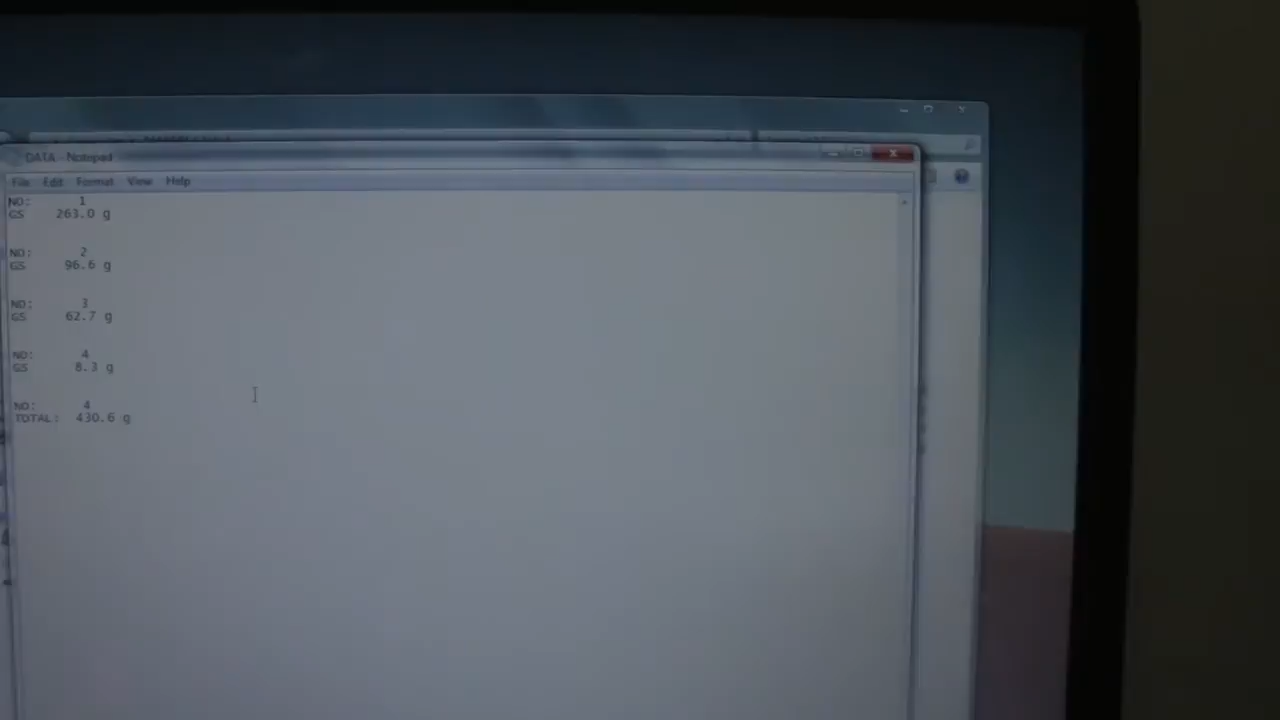 DATA - Notepad
File Edit Format View Help
NO: 1
GS 263.0 g
NO: 2
GS 96.6 g
NO: 3
GS 62.7 g
NO: 4
GS 8.3 g
NO: 4
TOTAL: 430.6 g